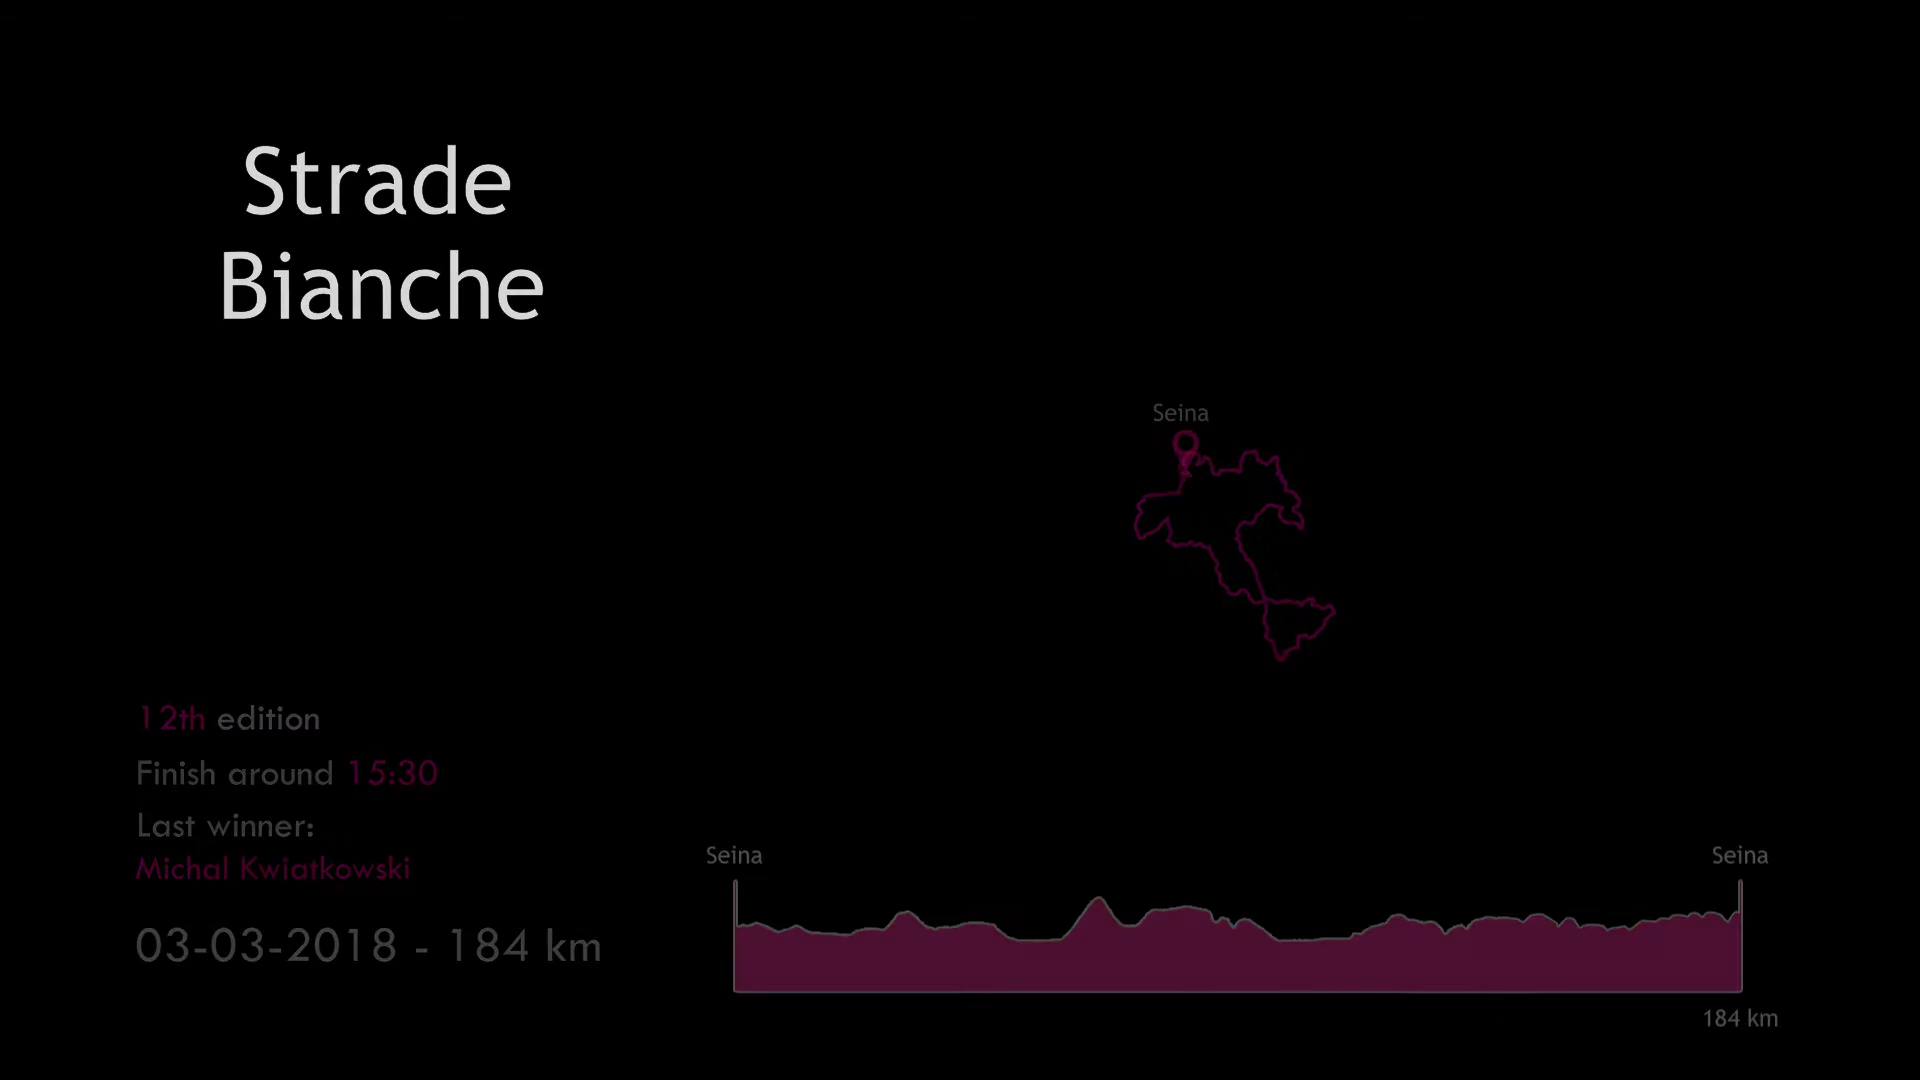 Strade
Bianche
Seina
12th edition
Finish around 15:30
Last winner:
Michal Kwiatkowski
03-03-2018 - 184 km
Seina
Seina
184 km